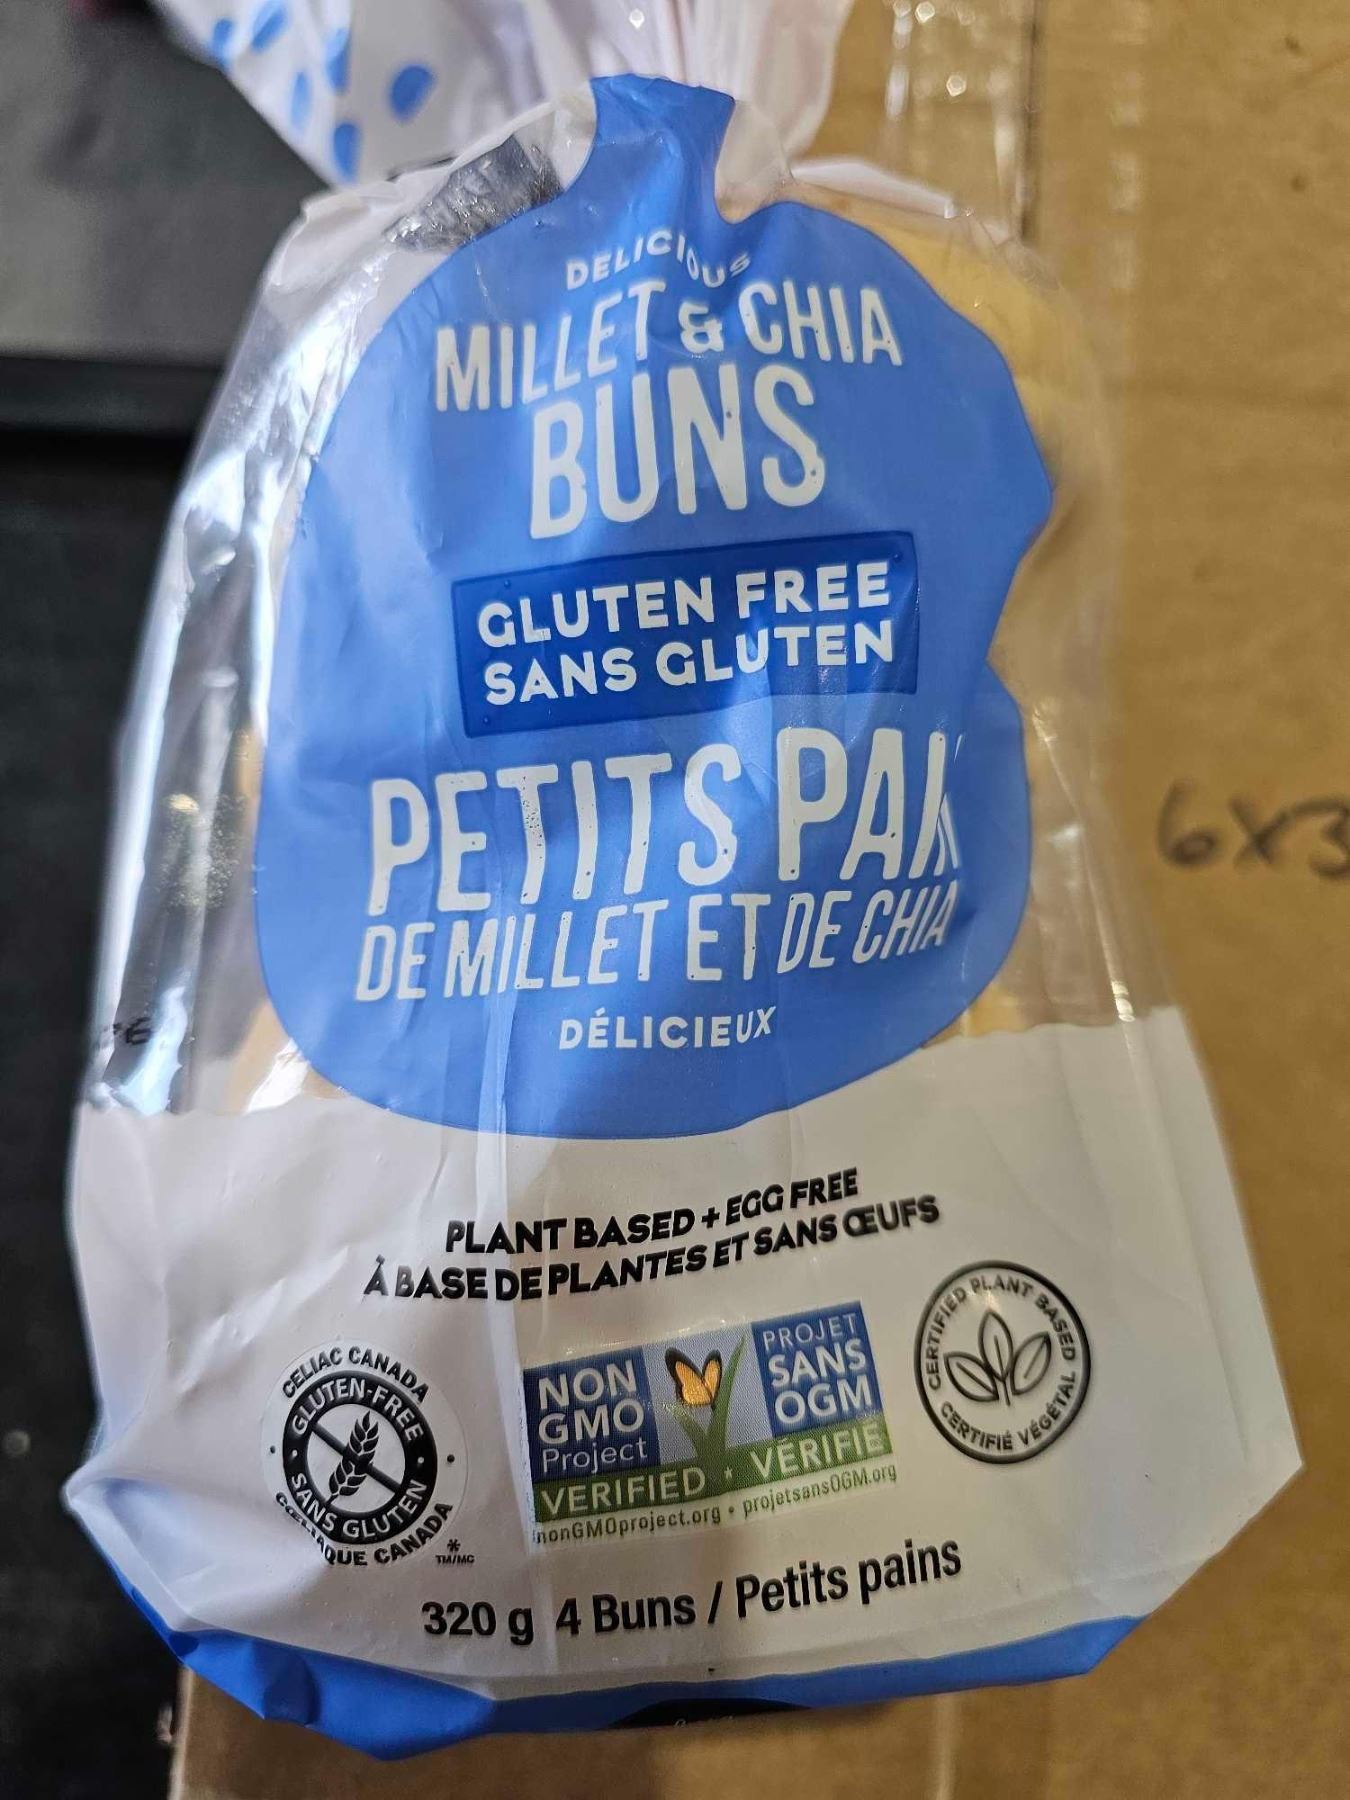 DELICIOUS
MILLET & CHIA
BUNS
GLUTEN FREE
SANS GLUTEN
PETITS
DE MILLET ET DE CHIA
DÉLICIEUX
PLANT BASED + EGG FREE
À BASE DE PLANTES ET SANS ŒUFS
CELIAC CANADA
GLUTEN-FREE
SANS GLUTEN
CANADA
*
TM/MC
NON
GMO
Project
VERIFIED
PROJET
SANS
OGM
VÉRIFIÉ
nonGMOproject.org • projetsansOGM.org
CERTIFIED PLANT BASED
CERTIFIÉ VÉGÉTAL
320 g 4 Buns / Petits pains
6x3